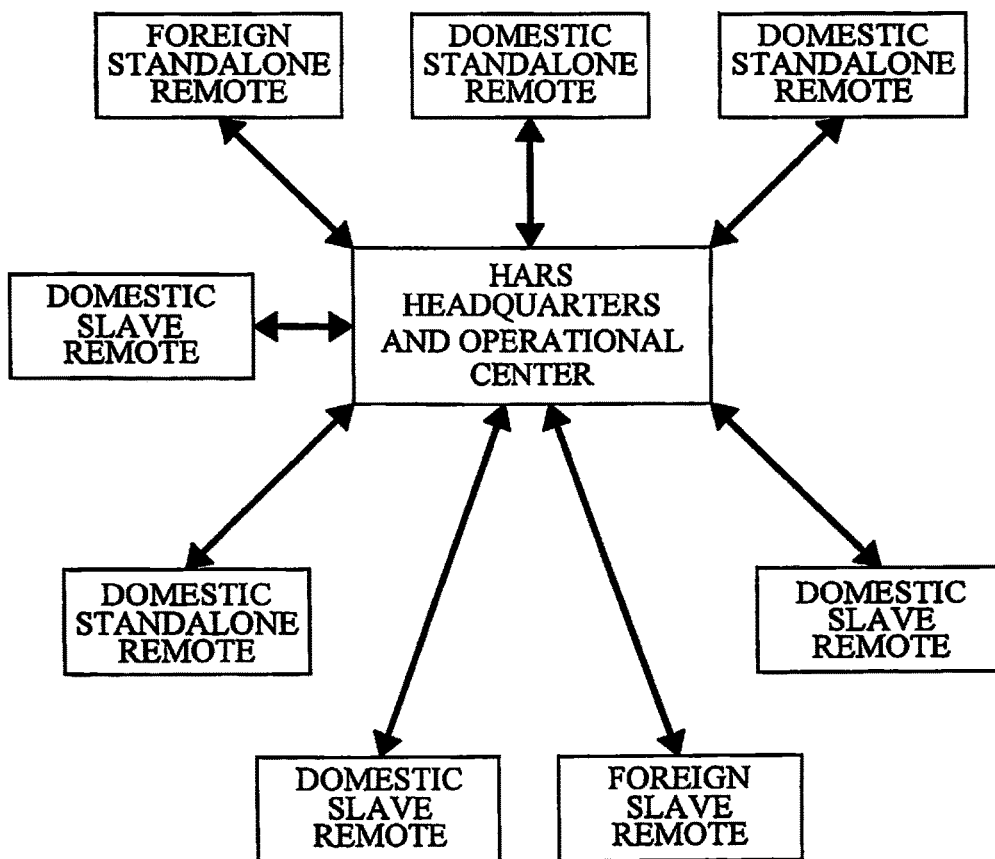 FOREIGN
STANDALONE
REMOTE
DOMESTIC
STANDALONE
REMOTE
DOMESTIC
STANDALONE
REMOTE
HARS
HEADQUARTERS
AND OPERATIONAL
CENTER
DOMESTIC
SLAVE
REMOTE
DOMESTIC
STANDALONE
REMOTE
DOMESTIC
SLAVE
REMOTE
DOMESTIC
SLAVE
REMOTE
FOREIGN
SLAVE
REMOTE